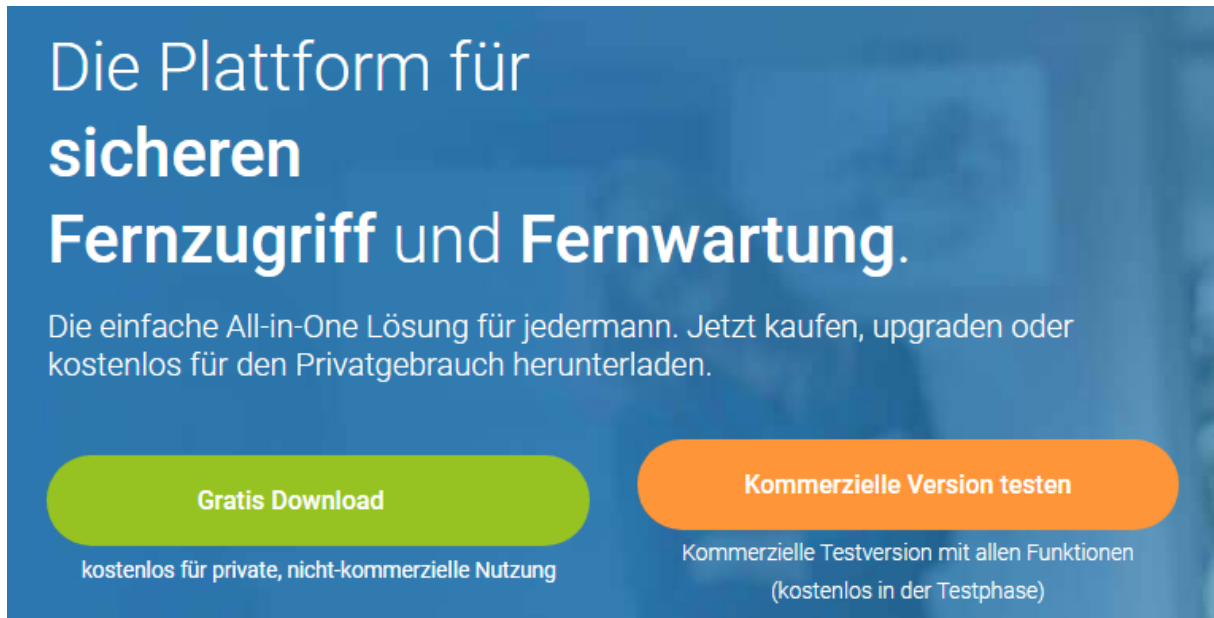 Die Plattform für
sicheren
Fernzugriff und Fernwartung.
Die einfache All-in-One Lösung für jedermann. Jetzt kaufen, upgraden oder
kostenlos für den Privatgebrauch herunterladen.
Gratis Download
kostenlos für private, nicht-kommerzielle Nutzung
Kommerzielle Version testen
Kommerzielle Testversion mit allen Funktionen
(kostenlos in der Testphase)